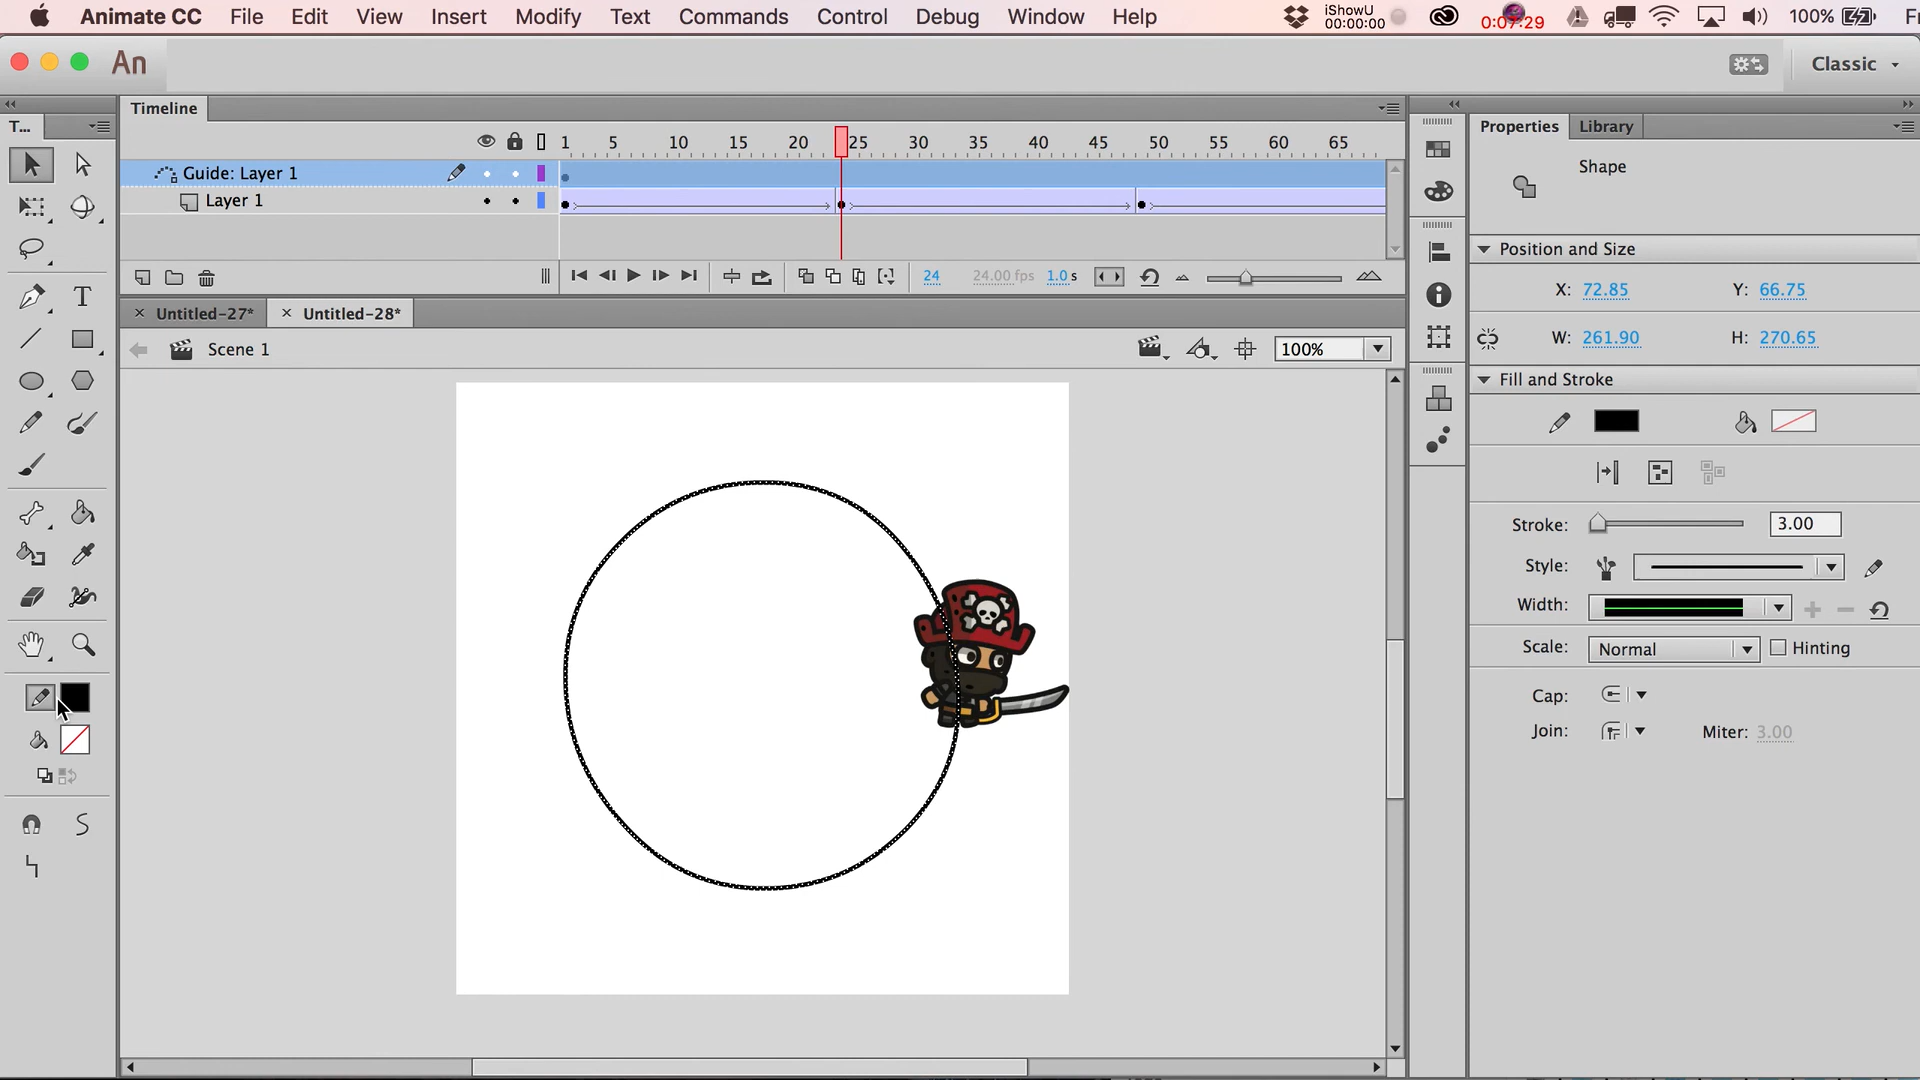 Animate CC File Edit View Insert Modify Text Commands Control Debug Window Help iShowU 00:00:00 0:07:29 100%
An Classic
Timeline
T...
1 5 10 15 20 25 30 35 40 45 50 55 60 65
Guide: Layer 1
Layer 1
24 24.00 fps 1.0 s
Untitled-27* Untitled-28*
Scene 1 100%
T
Properties Library
Shape
Position and Size
X: 72.85 Y: 66.75
W: 261.90 H: 270.65
Fill and Stroke
Stroke: 3.00
Style:
Width:
Scale: Normal Hinting
Cap:
Join: Miter: 3.00